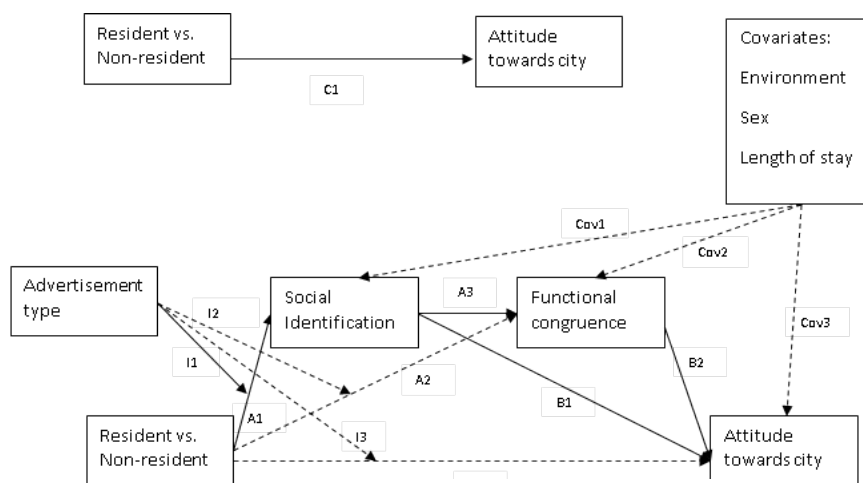 Resident vs.
Non-resident
Attitude
towards city
C1
Covariates:
Environment
Sex
Length of stay
Cov1
Cov2
Cov3
Advertisement
type
Social
Identification
Functional
congruence
A3
I2
I1
A1
A2
I3
B1
B2
Resident vs.
Non-resident
Attitude
towards city